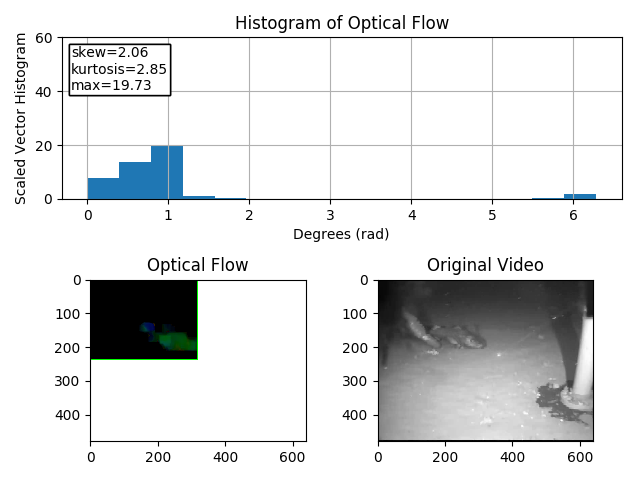 Histogram of Optical Flow
60
40
20
0
Scaled Vector Histogram
skew=2.06
kurtosis=2.85
max=19.73
0 1 2 3 4 5 6
Degrees (rad)
Optical Flow
0
100
200
300
400
0 200 400 600
Original Video
0
100
200
300
400
0 200 400 600